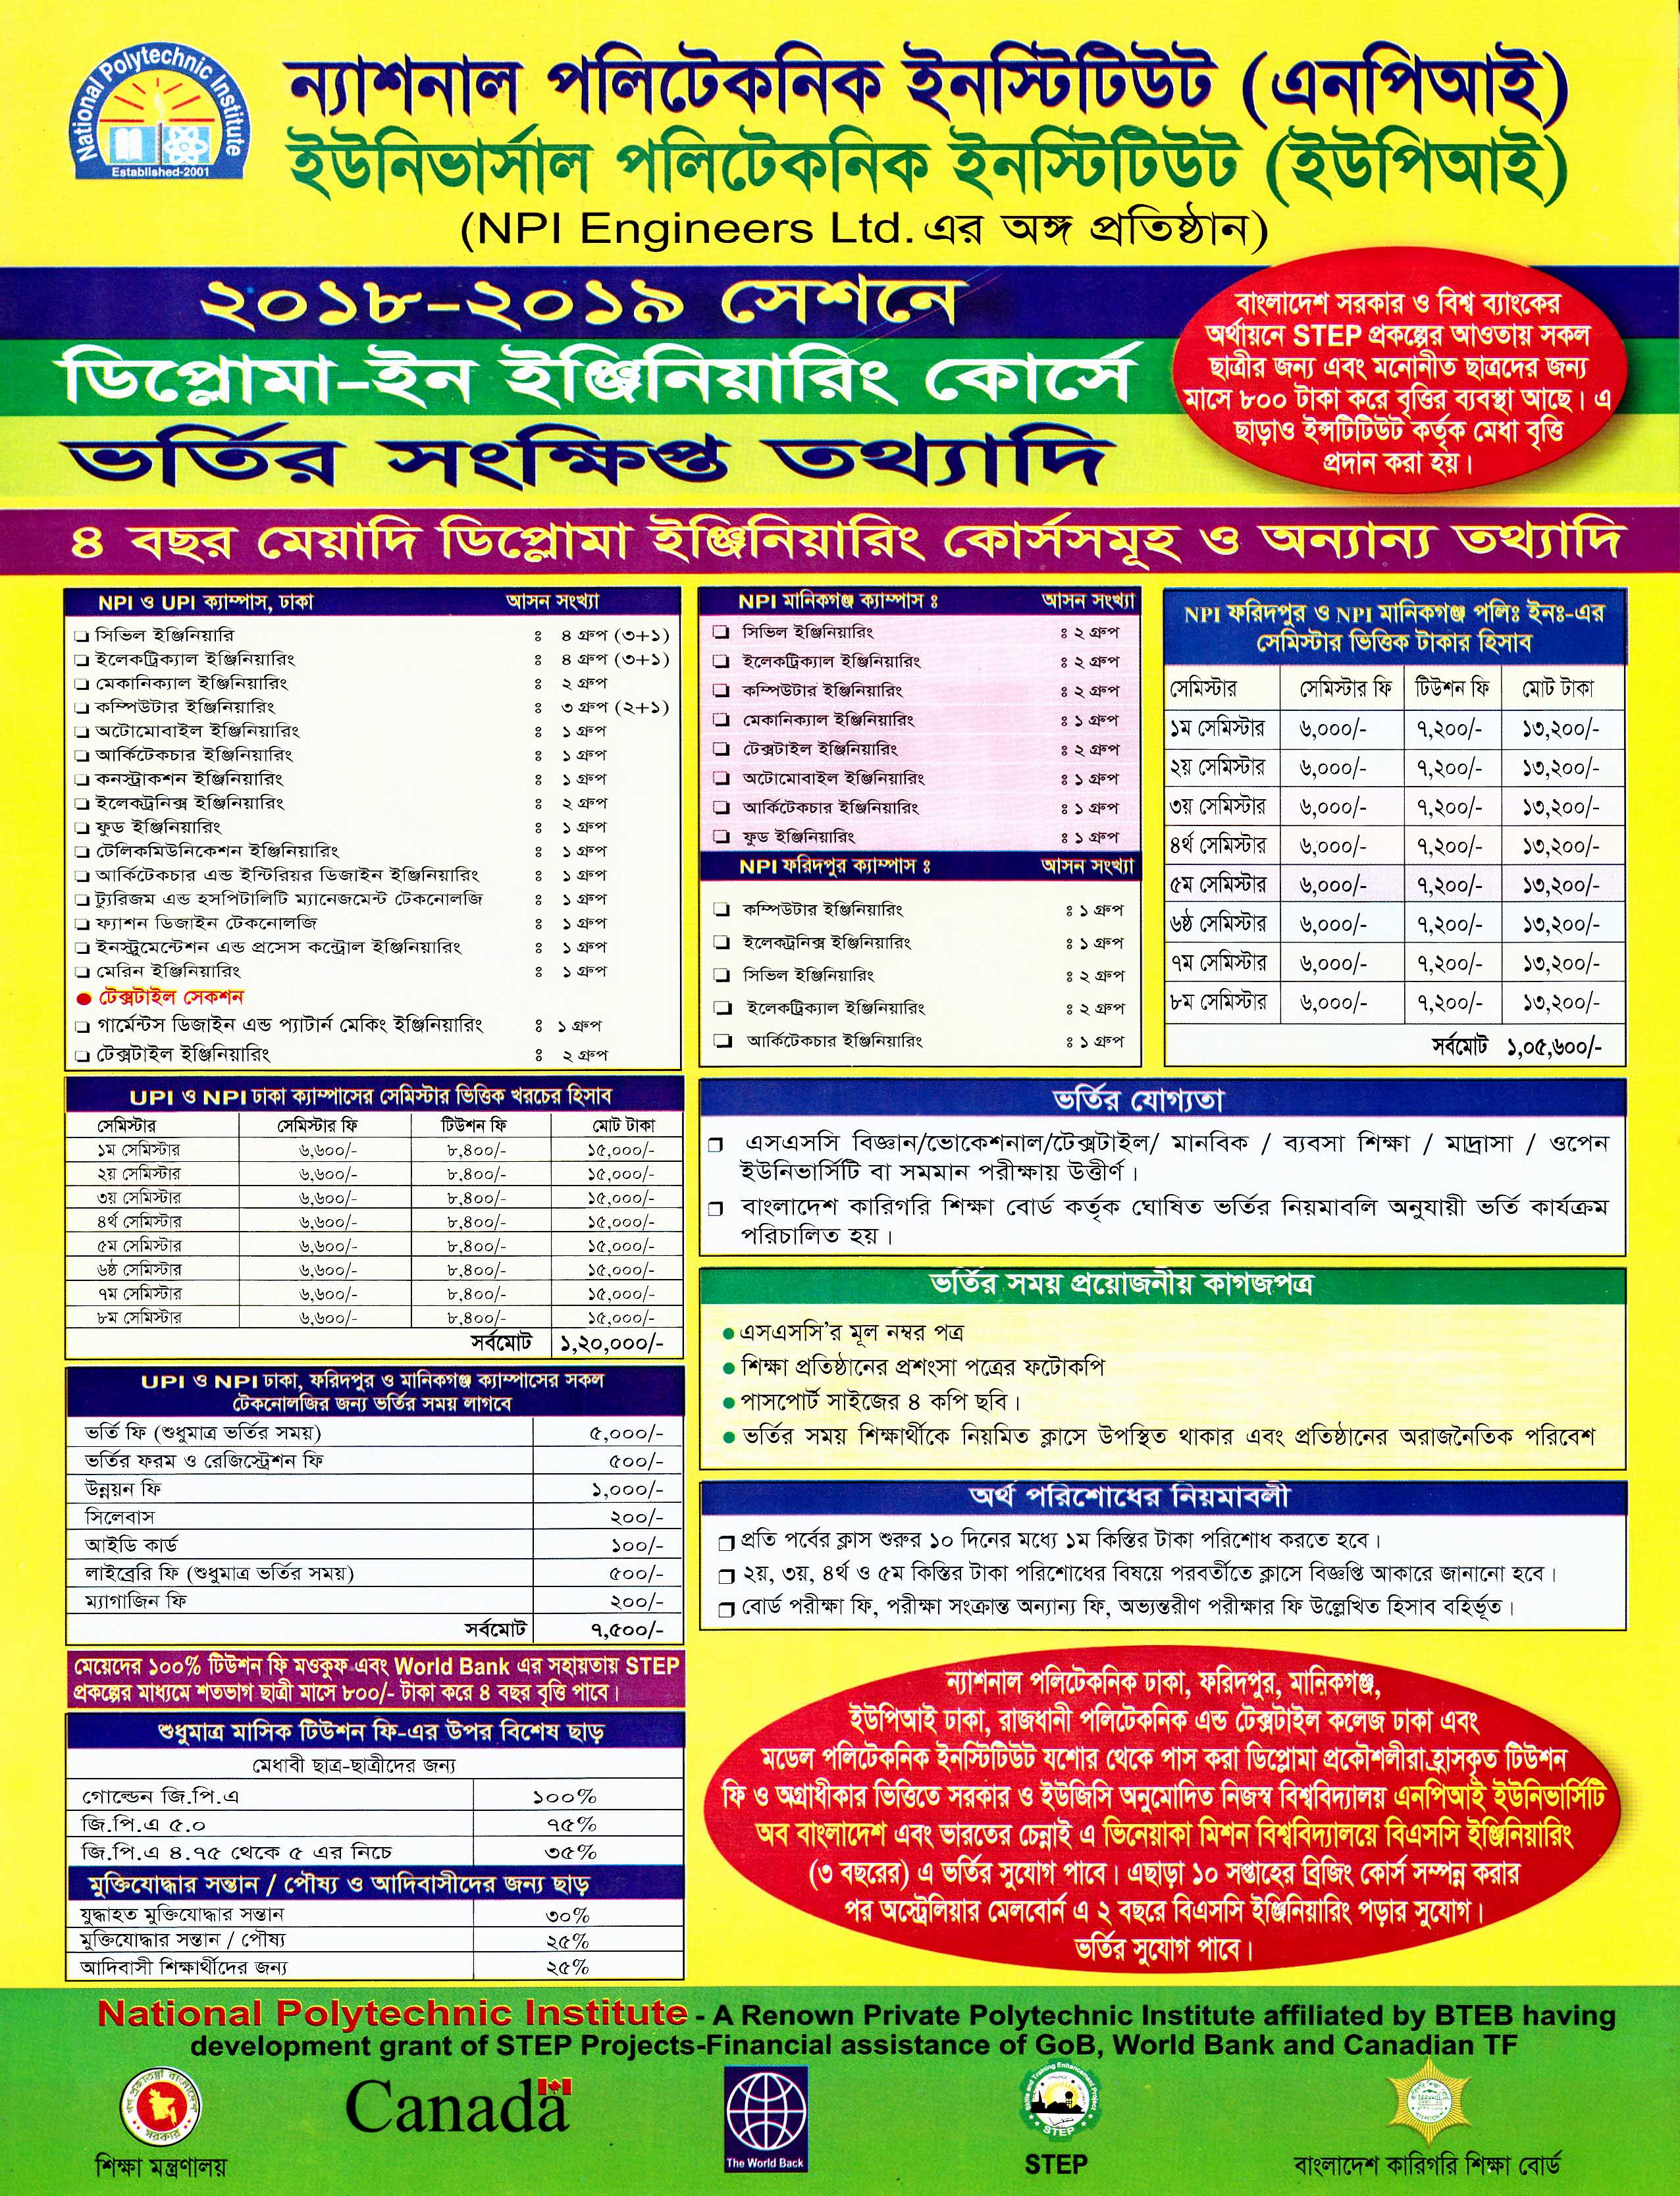 National Polytechnic Institute
Established-2001
ন্যাশনাল পলিটেকনিক ইনস্টিটিউট (এনপিআই)
ইউনিভার্সাল পলিটেকনিক ইনস্টিটিউট (ইউপিআই)
(NPI Engineers Ltd. এর অঙ্গ প্রতিষ্ঠান)
২০১৮-২০১৯ সেশনে
ডিপ্লোমা-ইন ইঞ্জিনিয়ারিং কোর্সে
ভর্তির সংক্ষিপ্ত তথ্যাদি
বাংলাদেশ সরকার ও বিশ্ব ব্যাংকের
অর্থায়নে STEP প্রকল্পের আওতায় সকল
ছাত্রীর জন্য এবং মনোনীত ছাত্রদের জন্য
মাসে ৮০০ টাকা করে বৃত্তির ব্যবস্থা আছে। এ
ছাড়াও ইন্সটিটিউট কর্তৃক মেধা বৃত্তি
প্রদান করা হয়।
৪ বছর মেয়াদি ডিপ্লোমা ইঞ্জিনিয়ারিং কোর্সসমূহ ও অন্যান্য তথ্যাদি
NPI ও UPI ক্যাম্পাস, ঢাকা আসন সংখ্যা
সিভিল ইঞ্জিনিয়ারি ঃ ৪ গ্রুপ (৩+১)
ইলেকট্রিক্যাল ইঞ্জিনিয়ারিং ঃ ৪ গ্রুপ (৩+১)
মেকানিক্যাল ইঞ্জিনিয়ারিং ঃ ২ গ্রুপ
কম্পিউটার ইঞ্জিনিয়ারিং ঃ ৩ গ্রুপ (২+১)
অটোমোবাইল ইঞ্জিনিয়ারিং ঃ ১ গ্রুপ
আর্কিটেকচার ইঞ্জিনিয়ারিং ঃ ১ গ্রুপ
কনস্ট্রাকশন ইঞ্জিনিয়ারিং ঃ ১ গ্রুপ
ইলেকট্রনিক্স ইঞ্জিনিয়ারিং ঃ ২ গ্রুপ
ফুড ইঞ্জিনিয়ারিং ঃ ১ গ্রুপ
টেলিকমিউনিকেশন ইঞ্জিনিয়ারিং ঃ ১ গ্রুপ
আর্কিটেকচার এন্ড ইন্টিরিয়র ডিজাইন ইঞ্জিনিয়ারিং ঃ ১ গ্রুপ
ট্যুরিজম এন্ড হসপিটালিটি ম্যানেজমেন্ট টেকনোলজি ঃ ১ গ্রুপ
ফ্যাশন ডিজাইন টেকনোলজি ঃ ১ গ্রুপ
ইনস্ট্রুমেন্টেশন এন্ড প্রসেস কন্ট্রোল ইঞ্জিনিয়ারিং ঃ ১ গ্রুপ
মেরিন ইঞ্জিনিয়ারিং ঃ ১ গ্রুপ
টেক্সটাইল সেকশন
গার্মেন্টস ডিজাইন এন্ড প্যাটার্ন মেকিং ইঞ্জিনিয়ারিং ঃ ১ গ্রুপ
টেক্সটাইল ইঞ্জিনিয়ারিং ঃ ২ গ্রুপ
NPI মানিকগঞ্জ ক্যাম্পাস ঃ আসন সংখ্যা
সিভিল ইঞ্জিনিয়ারিং ঃ ২ গ্রুপ
ইলেকট্রিক্যাল ইঞ্জিনিয়ারিং ঃ ২ গ্রুপ
কম্পিউটার ইঞ্জিনিয়ারিং ঃ ২ গ্রুপ
মেকানিক্যাল ইঞ্জিনিয়ারিং ঃ ১ গ্রুপ
টেক্সটাইল ইঞ্জিনিয়ারিং ঃ ২ গ্রুপ
অটোমোবাইল ইঞ্জিনিয়ারিং ঃ ১ গ্রুপ
আর্কিটেকচার ইঞ্জিনিয়ারিং ঃ ১ গ্রুপ
ফুড ইঞ্জিনিয়ারিং ঃ ১ গ্রুপ
NPI ফরিদপুর ক্যাম্পাস ঃ আসন সংখ্যা
কম্পিউটার ইঞ্জিনিয়ারিং ঃ ১ গ্রুপ
ইলেকট্রনিক্স ইঞ্জিনিয়ারিং ঃ ১ গ্রুপ
সিভিল ইঞ্জিনিয়ারিং ঃ ২ গ্রুপ
ইলেকট্রিক্যাল ইঞ্জিনিয়ারিং ঃ ২ গ্রুপ
আর্কিটেকচার ইঞ্জিনিয়ারিং ঃ ১ গ্রুপ
NPI ফরিদপুর ও NPI মানিকগঞ্জ পলিঃ ইনঃ-এর
সেমিস্টার ভিত্তিক টাকার হিসাব
সেমিস্টার সেমিস্টার ফি টিউশন ফি মোট টাকা
১ম সেমিস্টার ৬,০০০/- ৭,২০০/- ১৩,২০০/-
২য় সেমিস্টার ৬,০০০/- ৭,২০০/- ১৩,২০০/-
৩য় সেমিস্টার ৬,০০০/- ৭,২০০/- ১৩,২০০/-
৪র্থ সেমিস্টার ৬,০০০/- ৭,২০০/- ১৩,২০০/-
৫ম সেমিস্টার ৬,০০০/- ৭,২০০/- ১৩,২০০/-
৬ষ্ঠ সেমিস্টার ৬,০০০/- ৭,২০০/- ১৩,২০০/-
৭ম সেমিস্টার ৬,০০০/- ৭,২০০/- ১৩,২০০/-
৮ম সেমিস্টার ৬,০০০/- ৭,২০০/- ১৩,২০০/-
সর্বমোট ১,০৫,৬০০/-
UPI ও NPI ঢাকা ক্যাম্পাসের সেমিস্টার ভিত্তিক খরচের হিসাব
সেমিস্টার সেমিস্টার ফি টিউশন ফি মোট টাকা
১ম সেমিস্টার ৬,৬০০/- ৮,৪০০/- ১৫,০০০/-
২য় সেমিস্টার ৬,৬০০/- ৮,৪০০/- ১৫,০০০/-
৩য় সেমিস্টার ৬,৬০০/- ৮,৪০০/- ১৫,০০০/-
৪র্থ সেমিস্টার ৬,৬০০/- ৮,৪০০/- ১৫,০০০/-
৫ম সেমিস্টার ৬,৬০০/- ৮,৪০০/- ১৫,০০০/-
৬ষ্ঠ সেমিস্টার ৬,৬০০/- ৮,৪০০/- ১৫,০০০/-
৭ম সেমিস্টার ৬,৬০০/- ৮,৪০০/- ১৫,০০০/-
৮ম সেমিস্টার ৬,৬০০/- ৮,৪০০/- ১৫,০০০/-
সর্বমোট ১,২০,০০০/-
UPI ও NPI ঢাকা, ফরিদপুর ও মানিকগঞ্জ ক্যাম্পাসের সকল
টেকনোলজির জন্য ভর্তির সময় লাগবে
ভর্তি ফি (শুধুমাত্র ভর্তির সময়) ৫,০০০/-
ভর্তির ফরম ও রেজিস্ট্রেশন ফি ৫০০/-
উন্নয়ন ফি ১,০০০/-
সিলেবাস ২০০/-
আইডি কার্ড ১০০/-
লাইব্রেরি ফি (শুধুমাত্র ভর্তির সময়) ৫০০/-
ম্যাগাজিন ফি ২০০/-
সর্বমোট ৭,৫০০/-
মেয়েদের ১০০% টিউশন ফি মওকুফ এবং World Bank এর সহায়তায় STEP
প্রকল্পের মাধ্যমে শতভাগ ছাত্রী মাসে ৮০০/- টাকা করে ৪ বছর বৃত্তি পাবে।
শুধুমাত্র মাসিক টিউশন ফি-এর উপর বিশেষ ছাড়
মেধাবী ছাত্র-ছাত্রীদের জন্য
গোল্ডেন জি.পি.এ ১০০%
জি.পি.এ ৫.০ ৭৫%
জি.পি.এ ৪.৭৫ থেকে ৫ এর নিচে ৩৫%
মুক্তিযোদ্ধার সন্তান / পৌষ্য ও আদিবাসীদের জন্য ছাড়
যুদ্ধাহত মুক্তিযোদ্ধার সন্তান ৩০%
মুক্তিযোদ্ধার সন্তান / পৌষ্য ২৫%
আদিবাসী শিক্ষার্থীদের জন্য ২৫%
ভর্তির যোগ্যতা
এসএসসি বিজ্ঞান/ভোকেশনাল/টেক্সটাইল/ মানবিক / ব্যবসা শিক্ষা / মাদ্রাসা / ওপেন
ইউনিভার্সিটি বা সমমান পরীক্ষায় উত্তীর্ণ।
বাংলাদেশ কারিগরি শিক্ষা বোর্ড কর্তৃক ঘোষিত ভর্তির নিয়মাবলি অনুযায়ী ভর্তি কার্যক্রম
পরিচালিত হয়।
ভর্তির সময় প্রয়োজনীয় কাগজপত্র
এসএসসি'র মূল নম্বর পত্র
শিক্ষা প্রতিষ্ঠানের প্রশংসা পত্রের ফটোকপি
পাসপোর্ট সাইজের ৪ কপি ছবি।
ভর্তির সময় শিক্ষার্থীকে নিয়মিত ক্লাসে উপস্থিত থাকার এবং প্রতিষ্ঠানের অরাজনৈতিক পরিবেশ
অর্থ পরিশোধের নিয়মাবলী
প্রতি পর্বের ক্লাস শুরুর ১০ দিনের মধ্যে ১ম কিস্তির টাকা পরিশোধ করতে হবে।
২য়, ৩য়, ৪র্থ ও ৫ম কিস্তির টাকা পরিশোধের বিষয়ে পরবর্তীতে ক্লাসে বিজ্ঞপ্তি আকারে জানানো হবে।
বোর্ড পরীক্ষা ফি, পরীক্ষা সংক্রান্ত অন্যান্য ফি, অভ্যন্তরীণ পরীক্ষার ফি উল্লেখিত হিসাব বহির্ভূত।
ন্যাশনাল পলিটেকনিক ঢাকা, ফরিদপুর, মানিকগঞ্জ,
ইউপিআই ঢাকা, রাজধানী পলিটেকনিক এন্ড টেক্সটাইল কলেজ ঢাকা এবং
মডেল পলিটেকনিক ইনস্টিটিউট যশোর থেকে পাস করা ডিপ্লোমা প্রকৌশলীরা হ্রাসকৃত টিউশন
ফি ও অগ্রাধীকার ভিত্তিতে সরকার ও ইউজিসি অনুমোদিত নিজস্ব বিশ্ববিদ্যালয় এনপিআই ইউনিভার্সিটি
অব বাংলাদেশ এবং ভারতের চেন্নাই এ ভিনেয়াকা মিশন বিশ্ববিদ্যালয়ে বিএসসি ইঞ্জিনিয়ারিং
(৩ বছরের) এ ভর্তির সুযোগ পাবে। এছাড়া ১০ সপ্তাহের ব্রিজিং কোর্স সম্পন্ন করার
পর অস্ট্রেলিয়ার মেলবোর্ন এ ২ বছরে বিএসসি ইঞ্জিনিয়ারিং পড়ার সুযোগ।
ভর্তির সুযোগ পাবে।
National Polytechnic Institute - A Renown Private Polytechnic Institute affiliated by BTEB having
development grant of STEP Projects-Financial assistance of GoB, World Bank and Canadian TF
শিক্ষা মন্ত্রণালয়
Canada
The World Back
STEP
STEP
বাংলাদেশ কারিগরি শিক্ষা বোর্ড